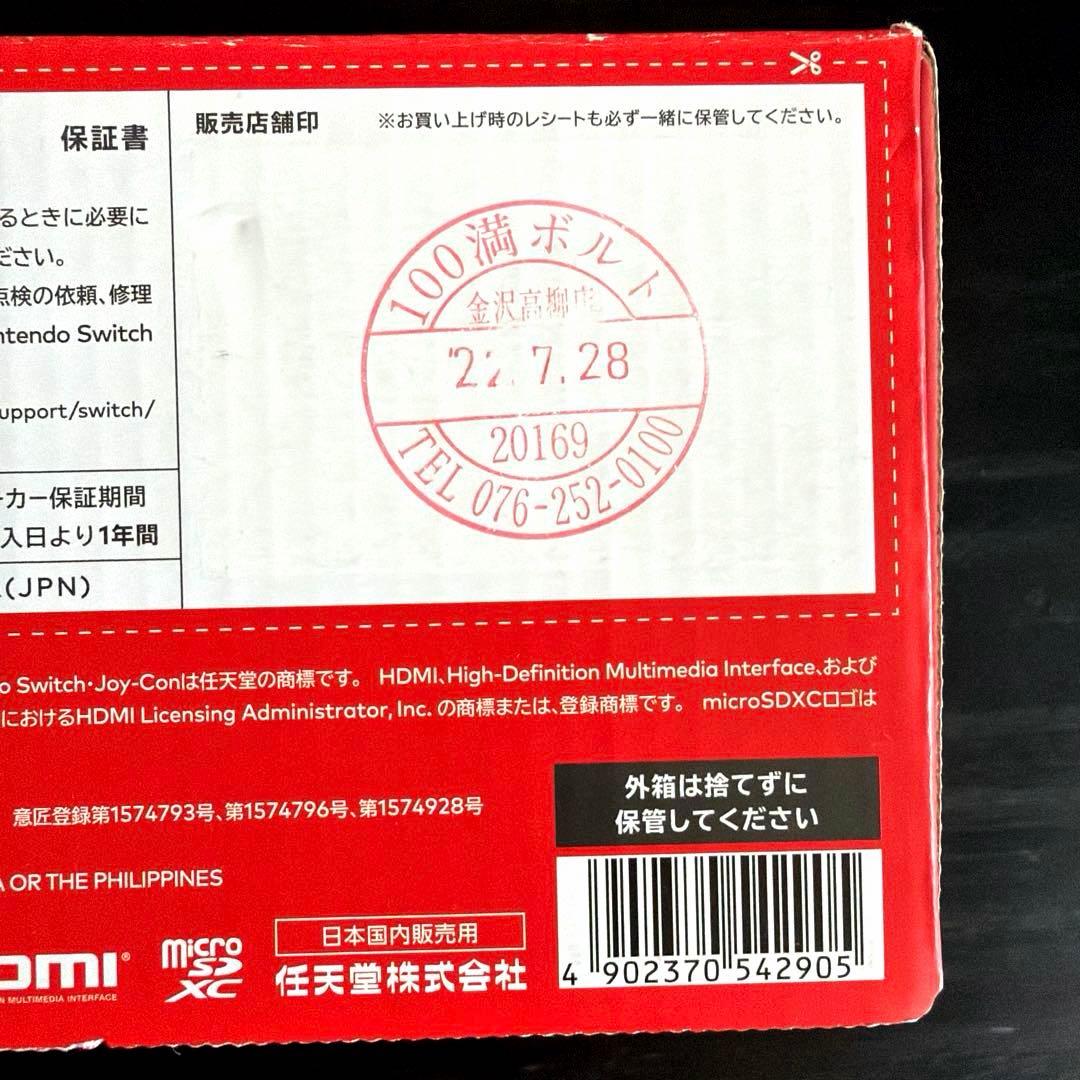 保証書
販売店舗印
※お買い上げ時のレシートも必ず一緒に保管してください。
るときに必要に
ださい。
点検の依頼、修理
ntendo Switch
upport/switch/
ーカー保証期間
入日より1年間
(JPN)
100満ボルト
金沢高柳店
'22.7.28
20169
TEL 076-252-0100
o Switch・Joy-Conは任天堂の商標です。 HDMI、High-Definition Multimedia Interface、および
におけるHDMI Licensing Administrator, Inc. の商標または、登録商標です。 microSDXCロゴは
意匠登録第1574793号、第1574796号、第1574928号
A OR THE PHILIPPINES
外箱は捨てずに
保管してください
日本国内販売用
任天堂株式会社
DMI®
N MULTIMEDIA INTERFACE
micro
SD
XC
4 902370 542905